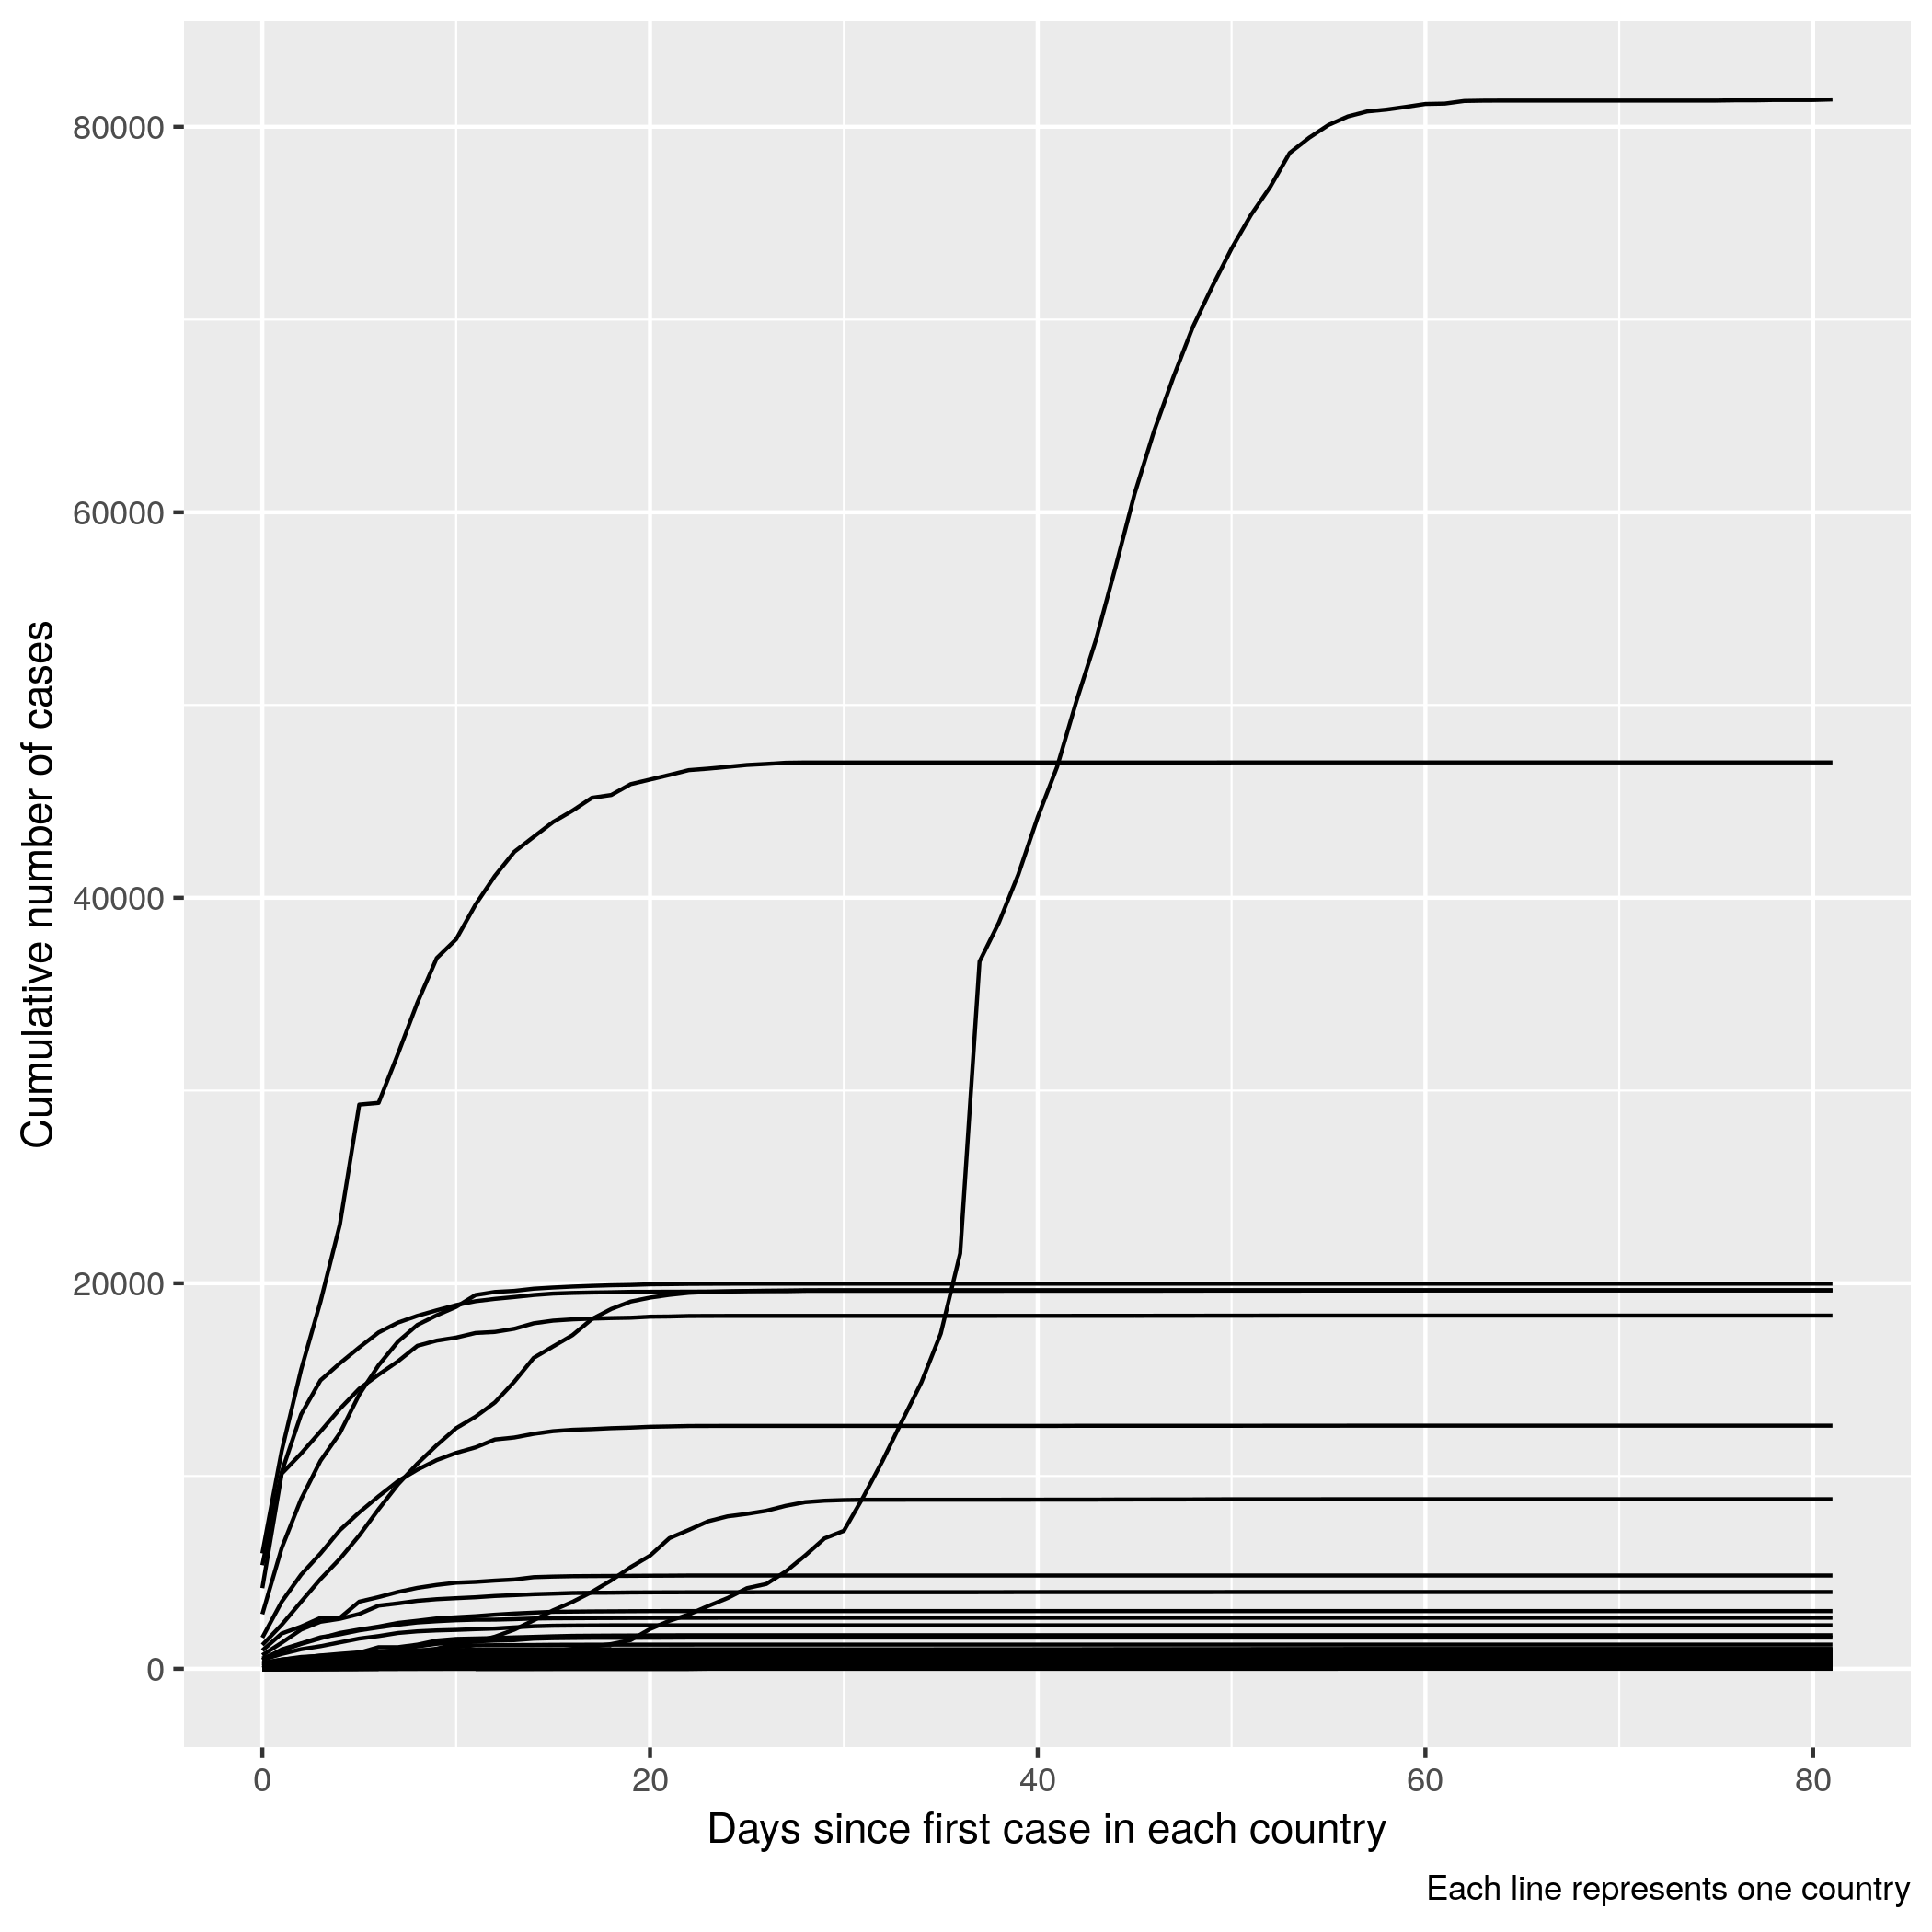 80000
60000
40000
20000
0
Cumulative number of cases
0 20 40 60 80
Days since first case in each country
Each line represents one country